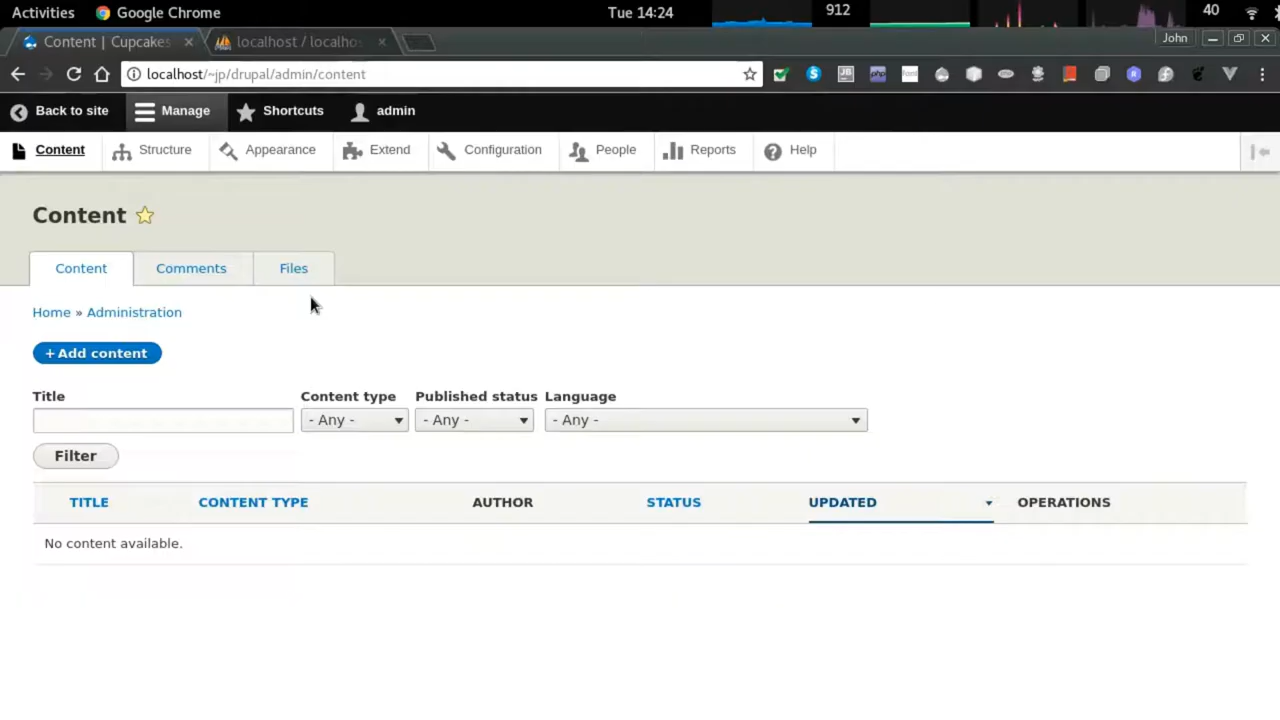 Activities Google Chrome Tue 14:24 912 40
Content | Cupcakes localhost / localho John
localhost/~jp/drupal/admin/content
Back to site Manage Shortcuts admin
Content Structure Appearance Extend Configuration People Reports Help
Content
Content Comments Files
Home » Administration
+ Add content
Title Content type Published status Language
- Any - - Any - - Any -
Filter
TITLE CONTENT TYPE AUTHOR STATUS UPDATED OPERATIONS
No content available.